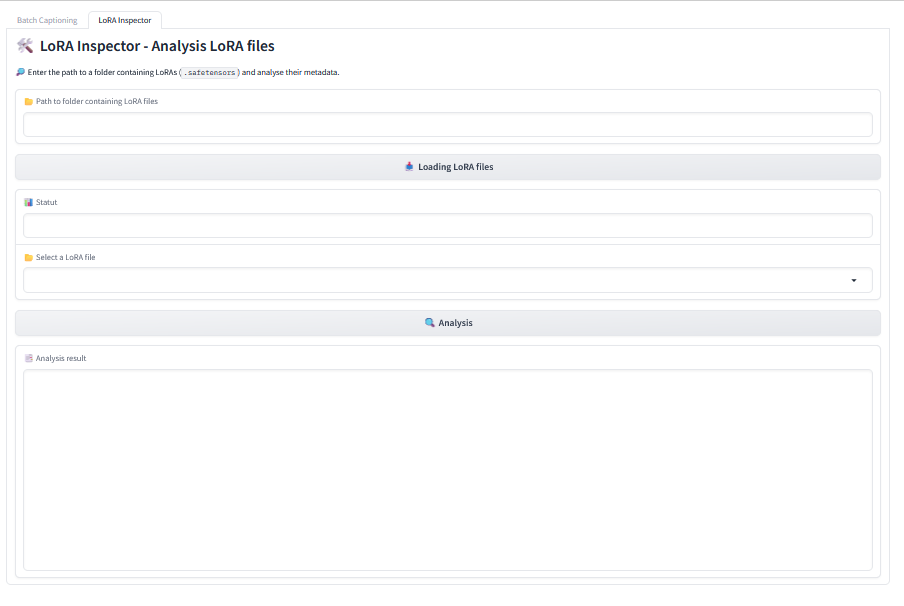 Batch Captioning
LoRA Inspector
🛠️ LoRA Inspector - Analysis LoRA files
🔎 Enter the path to a folder containing LoRAs (.safetensors) and analyse their metadata.
📁 Path to folder containing LoRA files
📥 Loading LoRA files
📊 Statut
📁 Select a LoRA file
🔍 Analysis
Analysis result